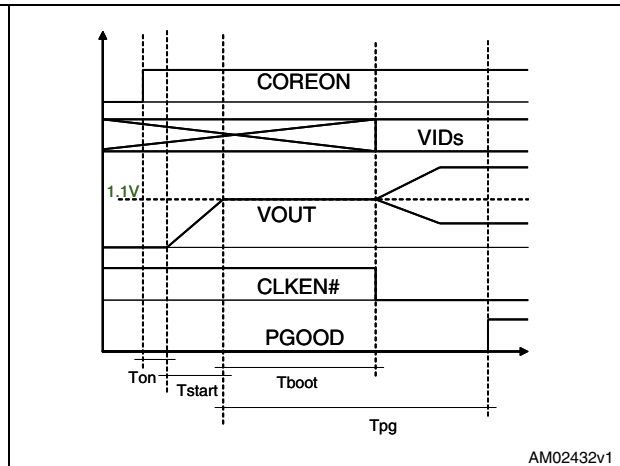 COREON
VIDs
1.1V
VOUT
CLKEN#
PGOOD
Ton
Tstart
Tboot
Tpg
AM02432v1